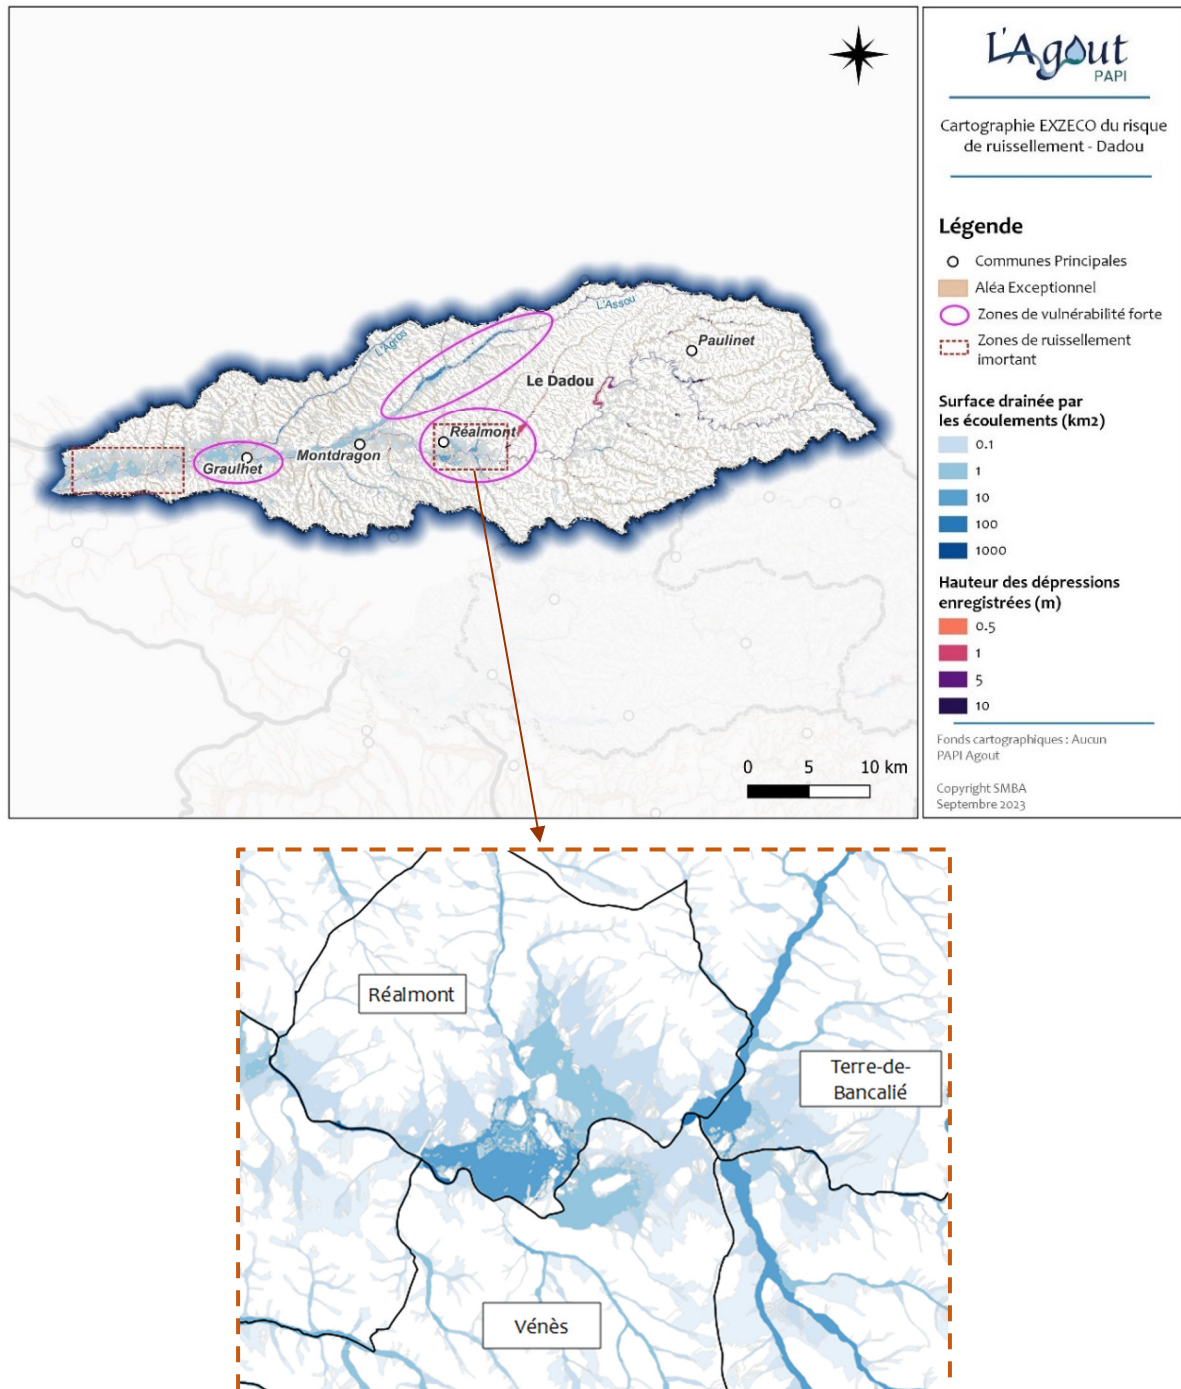 L'Assou
L'Agros
Paulinet
Le Dadou
Réalmont
Montdragon
Graulhet
0 5 10 km
L'Agout
PAPI
Cartographie EXZECO du risque
de ruissellement - Dadou
Légende
Communes Principales
Aléa Exceptionnel
Zones de vulnérabilité forte
Zones de ruissellement
imortant
Surface drainée par
les écoulements (km2)
0.1
1
10
100
1000
Hauteur des dépressions
enregistrées (m)
0.5
1
5
10
Fonds cartographiques : Aucun
PAPI Agout
Copyright SMBA
Septembre 2023
Réalmont
Terre-de-
Bancalié
Vénès